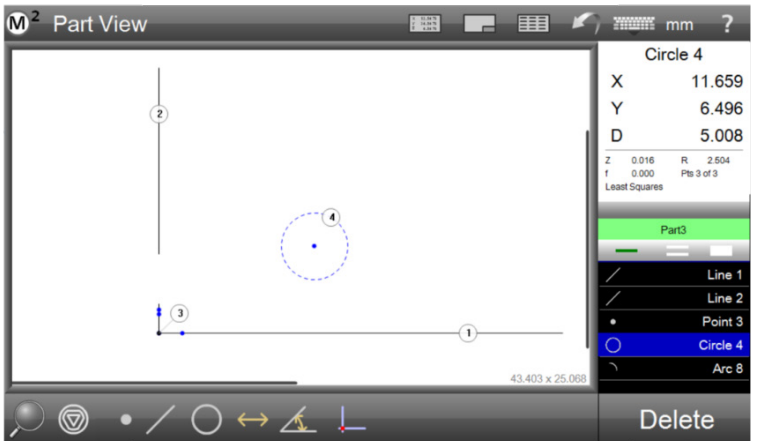 M2 Part View
mm ?
Circle 4
X 11.659
Y 6.496
D 5.008
Z 0.016 R 2.504
f 0.000 Pts 3 of 3
Least Squares
Part3
Line 1
Line 2
Point 3
Circle 4
Arc 8
2
4
3
1
43.403 x 25.068
Delete